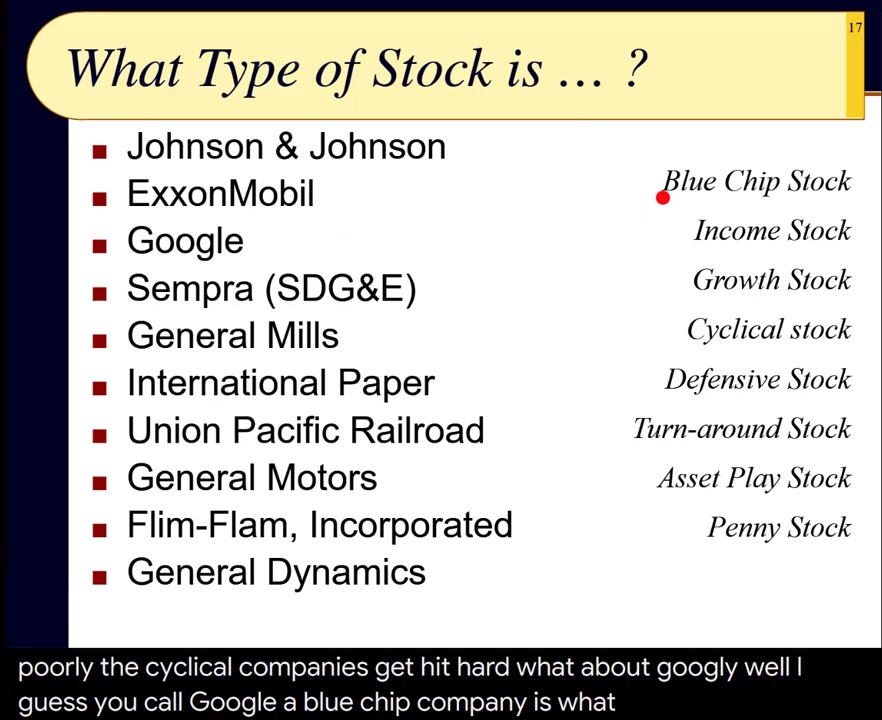 17
What Type of Stock is … ?
Johnson & Johnson
ExxonMobil
Google
Sempra (SDG&E)
General Mills
International Paper
Union Pacific Railroad
General Motors
Flim-Flam, Incorporated
General Dynamics
Blue Chip Stock
Income Stock
Growth Stock
Cyclical stock
Defensive Stock
Turn-around Stock
Asset Play Stock
Penny Stock
poorly the cyclical companies get hit hard what about googly well I
guess you call Google a blue chip company is what